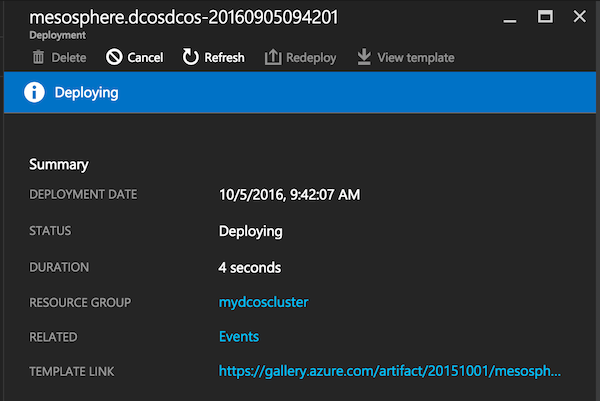 mesosphere.dcosdcos-20160905094201
Deployment
Delete Cancel Refresh Redeploy View template
Deploying
Summary
DEPLOYMENT DATE 10/5/2016, 9:42:07 AM
STATUS Deploying
DURATION 4 seconds
RESOURCE GROUP mydcoscluster
RELATED Events
TEMPLATE LINK https://gallery.azure.com/artifact/20151001/mesosph...